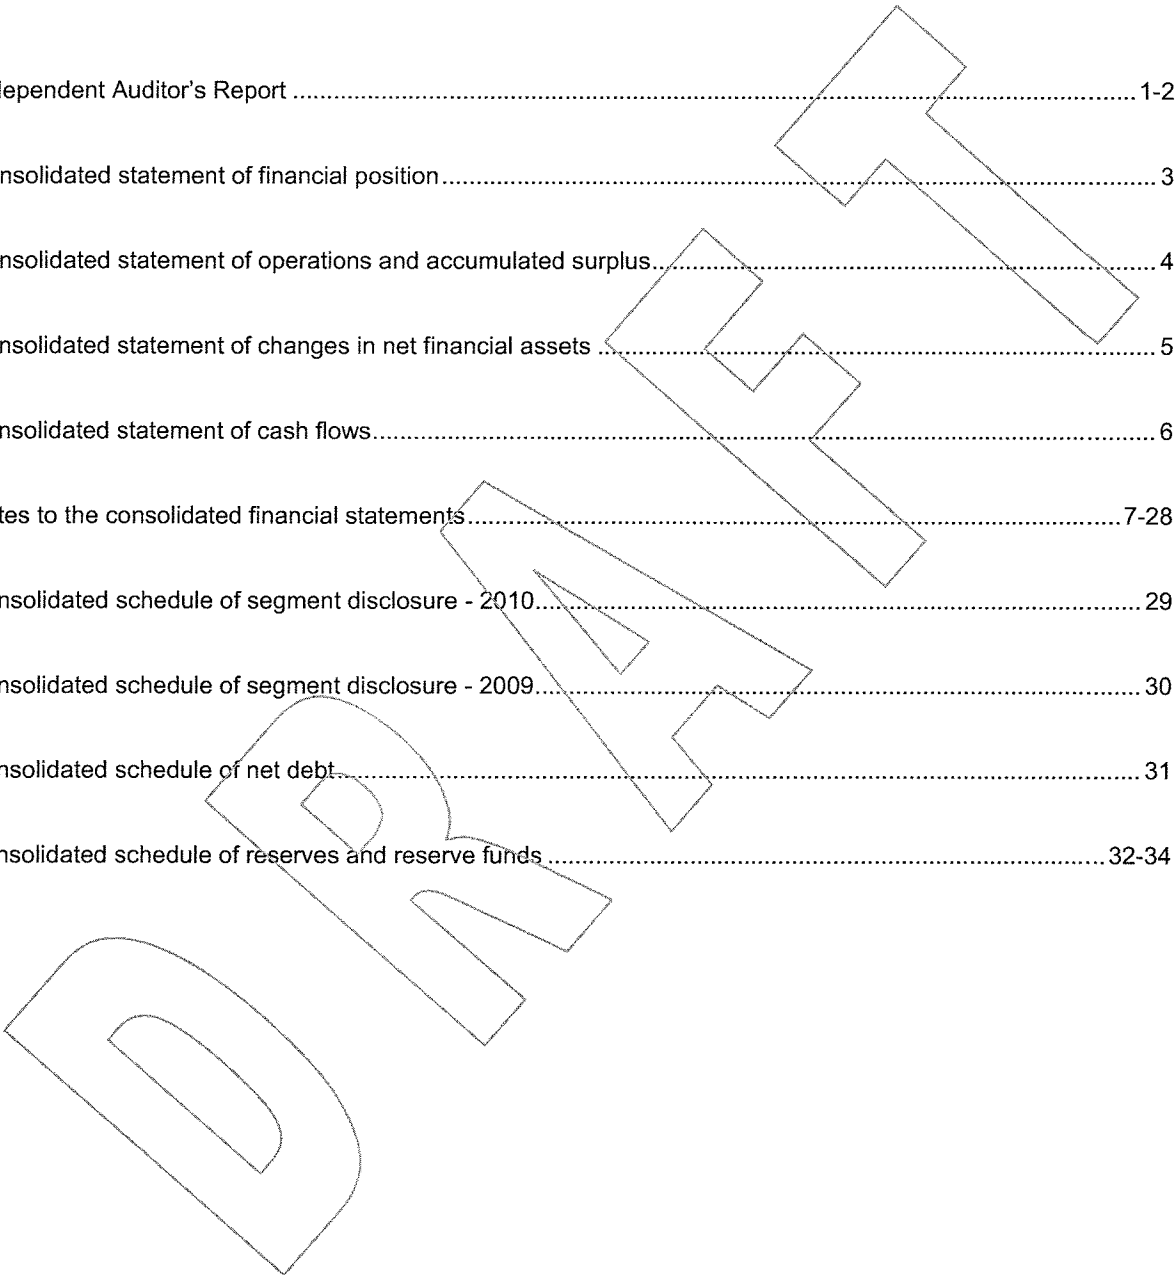 dependent Auditor's Report ........ 1-2
nsolidated statement of financial position ........ 3
nsolidated statement of operations and accumulated surplus ........ 4
nsolidated statement of changes in net financial assets ........ 5
nsolidated statement of cash flows ........ 6
tes to the consolidated financial statements ........ 7-28
nsolidated schedule of segment disclosure - 2010 ........ 29
nsolidated schedule of segment disclosure - 2009 ........ 30
nsolidated schedule of net debt ........ 31
nsolidated schedule of reserves and reserve funds ........ 32-34
DRAFT